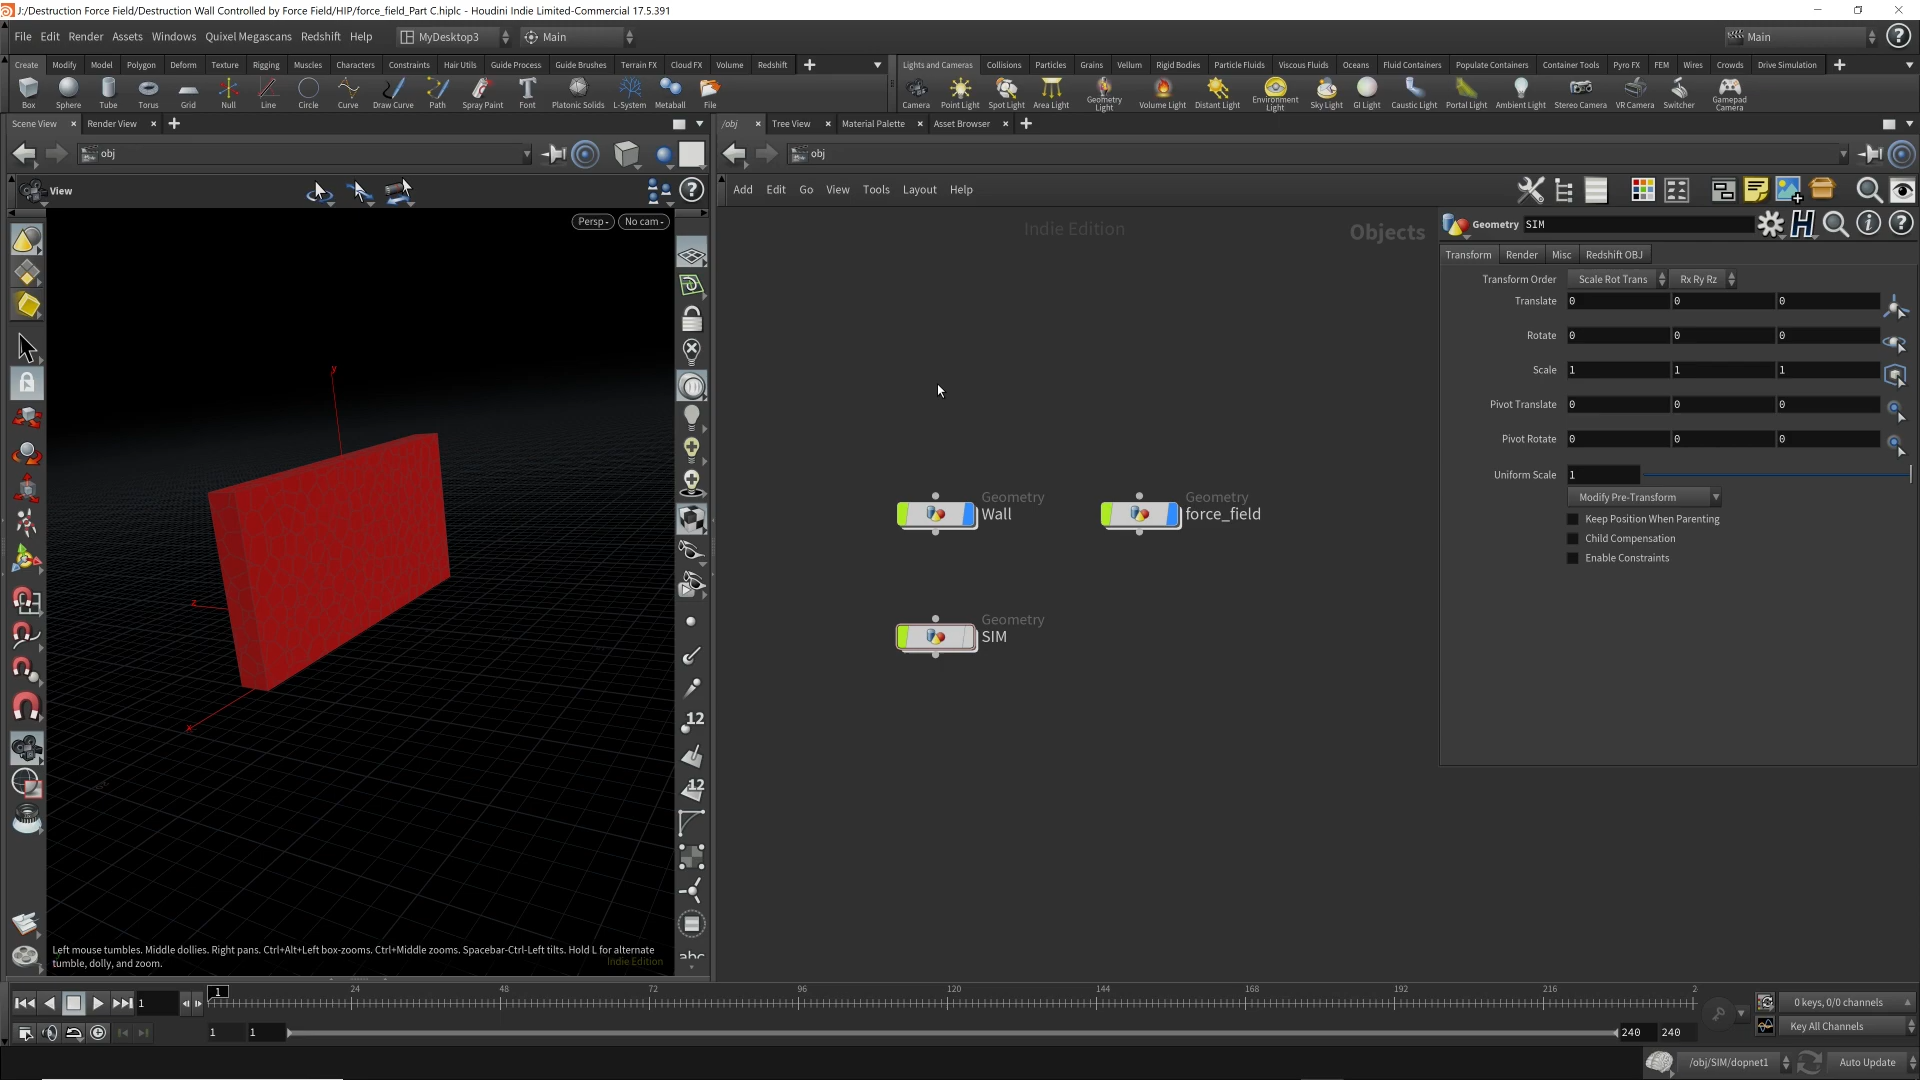 J:/Destruction Force Field/Destruction Wall Controlled by Force Field/HIP/force_field_Part C.hiplc - Houdini Indie Limited-Commercial 17.5.391
File Edit Render Assets Windows Quixel Megascans Redshift Help MyDesktop3 Main Main
Create Modify Model Polygon Deform Texture Rigging Muscles Characters Constraints Hair Utils Guide Process Guide Brushes Terrain FX Cloud FX Volume Redshift
Lights and Cameras Collisions Particles Grains Vellum Rigid Bodies Particle Fluids Viscous Fluids Oceans Fluid Containers Populate Containers Container Tools Pyro FX FEM Wires Crowds Drive Simulation
Box Sphere Tube Torus Grid Null Line Circle Curve Draw Curve Path Spray Paint Font Platonic Solids L-System Metaball File
Camera Point Light Spot Light Area Light Geometry Light Volume Light Distant Light Environment Light Sky Light GI Light Caustic Light Portal Light Ambient Light Stereo Camera VR Camera Switcher Gamepad Camera
Scene View Render View
/obj Tree View Material Palette Asset Browser
obj
obj
View
Add Edit Go View Tools Layout Help
Persp No cam
Indie Edition
Objects
Geometry SIM
Transform Render Misc Redshift OBJ
Transform Order Scale Rot Trans Rx Ry Rz
Translate 0 0 0
Rotate 0 0 0
Scale 1 1 1
Pivot Translate 0 0 0
Pivot Rotate 0 0 0
Uniform Scale 1
Modify Pre-Transform
Keep Position When Parenting
Child Compensation
Enable Constraints
y
z
x
Geometry
Wall
Geometry
force_field
Geometry
SIM
12
12
abc
Left mouse tumbles. Middle dollies. Right pans. Ctrl+Alt+Left box-zooms. Ctrl+Middle zooms. Spacebar-Ctrl-Left tilts. Hold L for alternate
tumble, dolly, and zoom.
Indie Edition
1 1 24 48 72 96 120 144 168 192 216 2
0 keys, 0/0 channels
1 1 240 240
Key All Channels
/obj/SIM/dopnet1 Auto Update